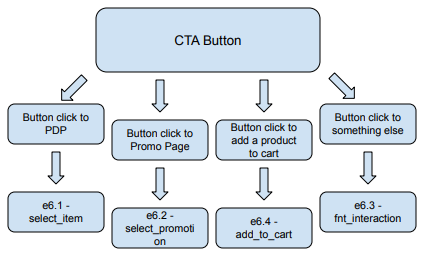 CTA Button
Button click to
PDP
Button click to
Promo Page
Button click to
add a product
to cart
Button click to
something else
e6.1 -
select_item
e6.2 -
select_promoti
on
e6.4 -
add_to_cart
e6.3 -
fnt_interaction